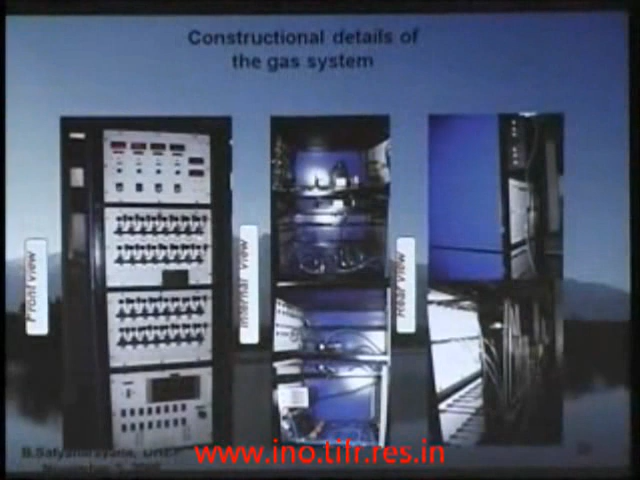 Constructional details of
the gas system
Front view
Internal view
Rear view
B.Satyanarayana, DHEP
www.ino.tifr.res.in